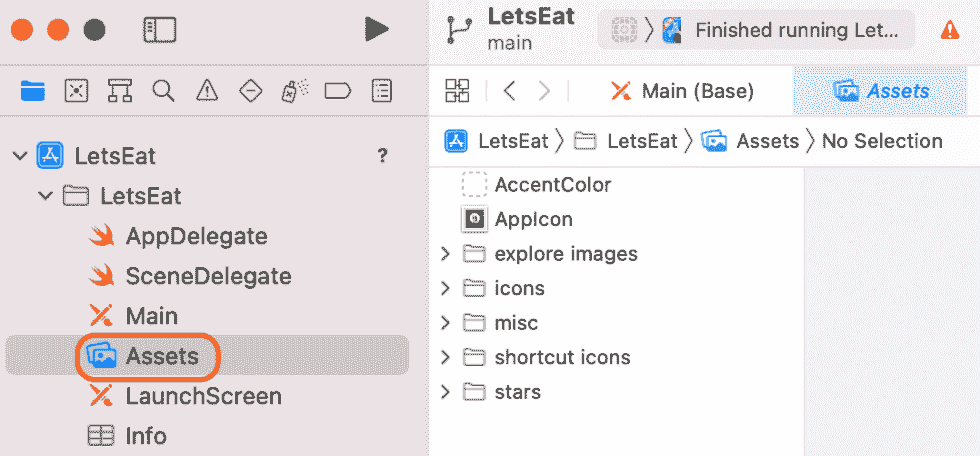 LetsEat
main
Finished running Let...
Main (Base)
Assets
LetsEat
LetsEat
Assets
No Selection
LetsEat
?
LetsEat
AppDelegate
SceneDelegate
Main
Assets
LaunchScreen
Info
AccentColor
AppIcon
explore images
icons
misc
shortcut icons
stars